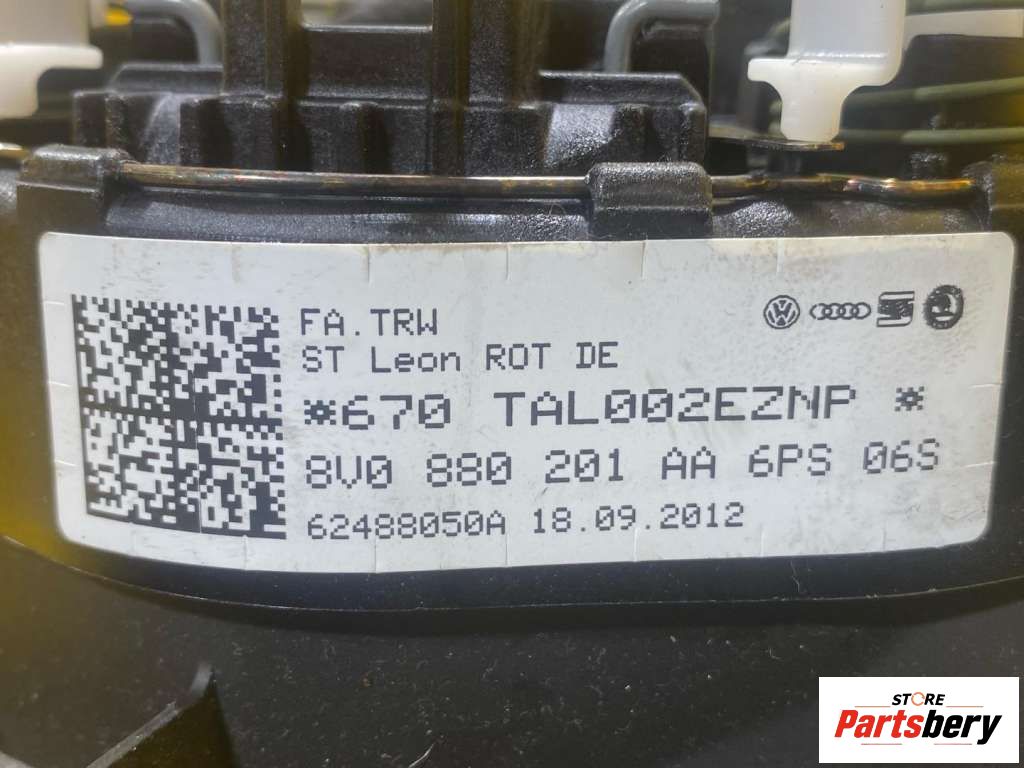 FA.TRW
ST Leon ROT DE
*670 TAL002EZNP *
8V0 880 201 AA 6PS 06S
62488050A 18.09.2012
STORE
Partsbery